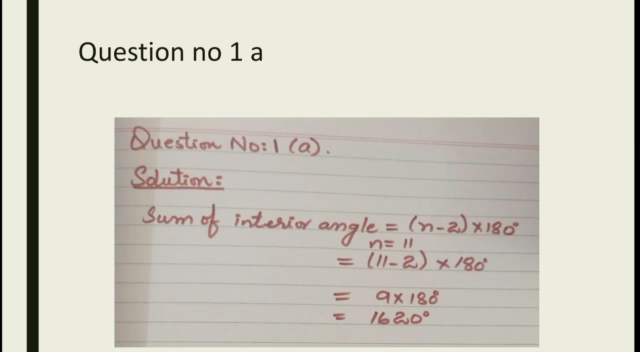 Question no 1 a
Question No: 1 (a).
Solution:
Sum of interior angle = (n-2)×180°
n= 11
= (11-2) ×180°
= 9×180°
= 1620°